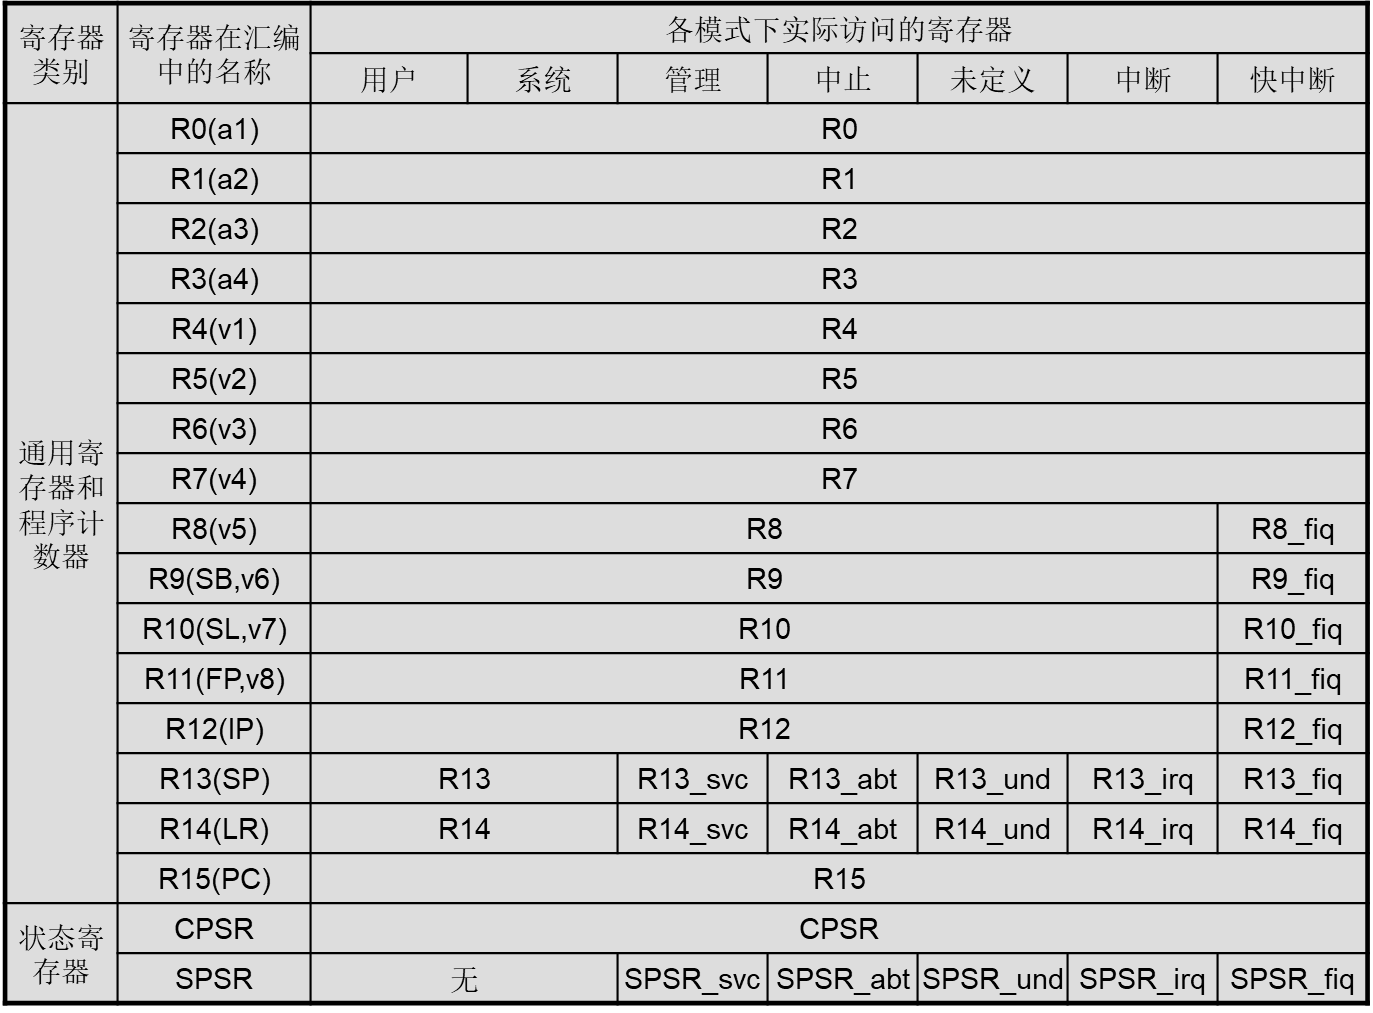 寄存器类别 寄存器在汇编中的名称 各模式下实际访问的寄存器
用户 系统 管理 中止 未定义 中断 快中断
通用寄存器和程序计数器
R0(a1) R0
R1(a2) R1
R2(a3) R2
R3(a4) R3
R4(v1) R4
R5(v2) R5
R6(v3) R6
R7(v4) R7
R8(v5) R8 R8_fiq
R9(SB,v6) R9 R9_fiq
R10(SL,v7) R10 R10_fiq
R11(FP,v8) R11 R11_fiq
R12(IP) R12 R12_fiq
R13(SP) R13 R13_svc R13_abt R13_und R13_irq R13_fiq
R14(LR) R14 R14_svc R14_abt R14_und R14_irq R14_fiq
R15(PC) R15
状态寄存器
CPSR CPSR
SPSR 无 SPSR_svc SPSR_abt SPSR_und SPSR_irq SPSR_fiq